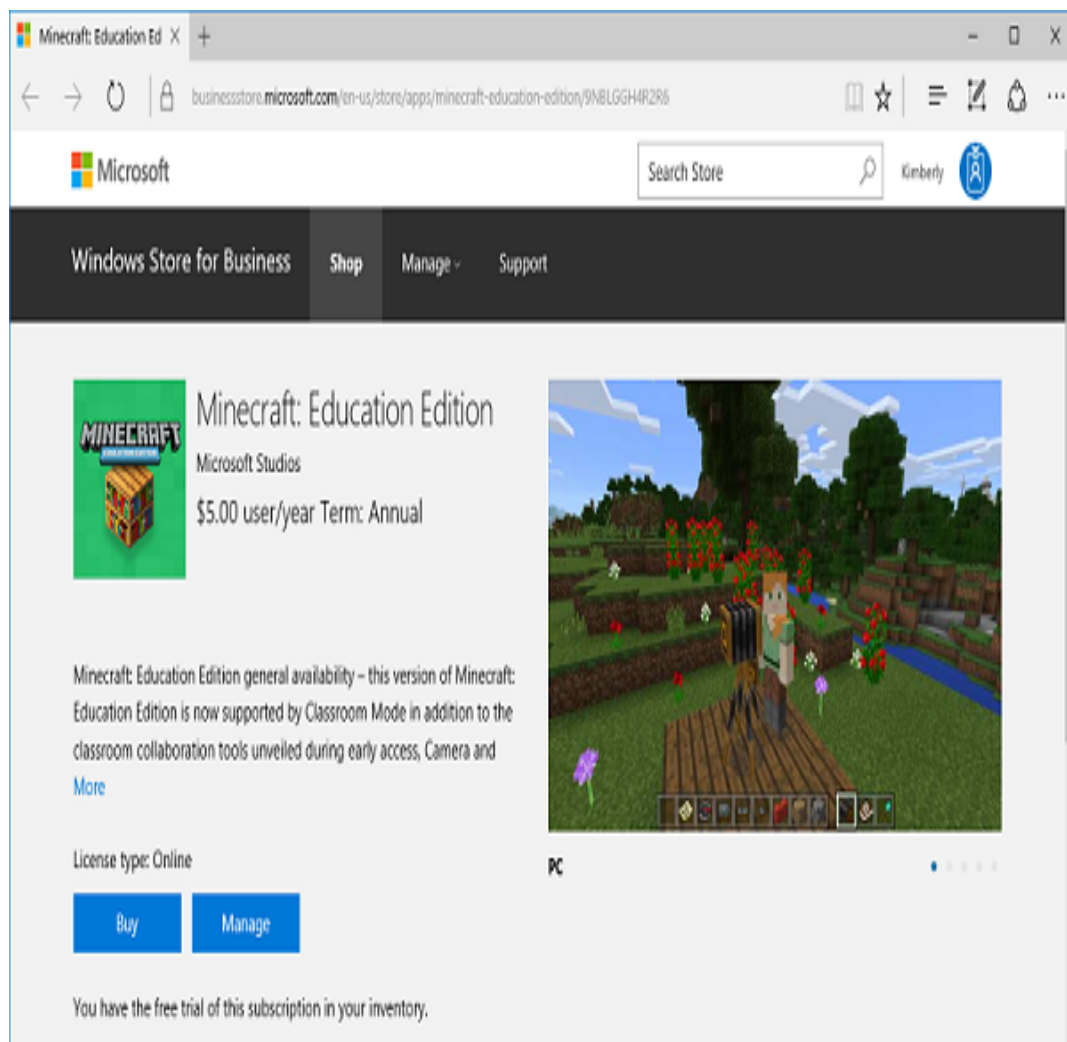 Minecraft: Education Ed
businessstore.microsoft.com/en-us/store/apps/minecraft-education-edition/9NBLGGH4R2R6
Microsoft
Search Store
Kimberly
Windows Store for Business
Shop
Manage
Support
MINECRAFT
EDUCATION EDITION
Minecraft: Education Edition
Microsoft Studios
$5.00 user/year Term: Annual
Minecraft: Education Edition general availability – this version of Minecraft:
Education Edition is now supported by Classroom Mode in addition to the
classroom collaboration tools unveiled during early access, Camera and
More
License type: Online
PC
Buy
Manage
You have the free trial of this subscription in your inventory.